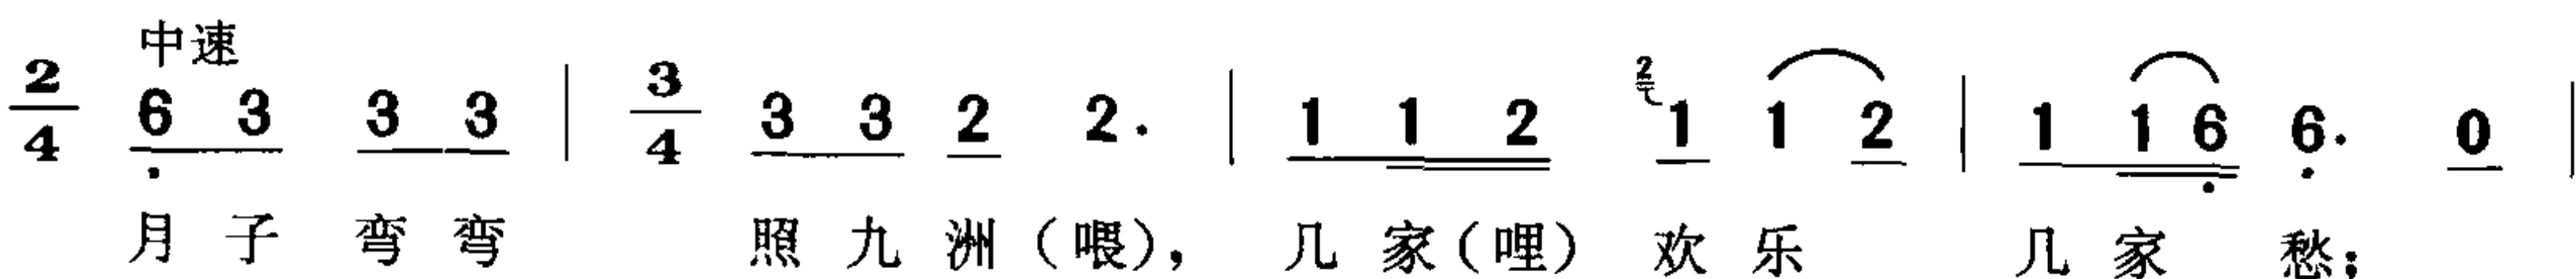 中速
2/4 6 3 3 3 | 3/4 3 3 2 2. | 1 1 2 2 1 1 2 | 1 1 6 6. 0 |
月子弯弯 照九洲(喂),几家(哩)欢乐 几家愁;